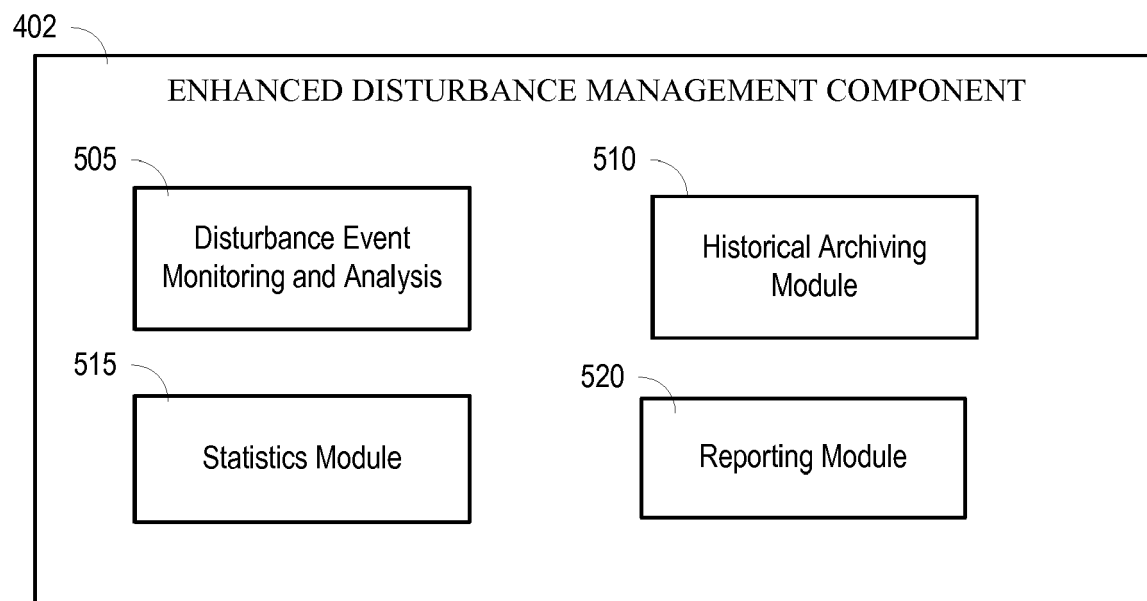 402
ENHANCED DISTURBANCE MANAGEMENT COMPONENT
505
Disturbance Event
Monitoring and Analysis
510
Historical Archiving
Module
515
Statistics Module
520
Reporting Module